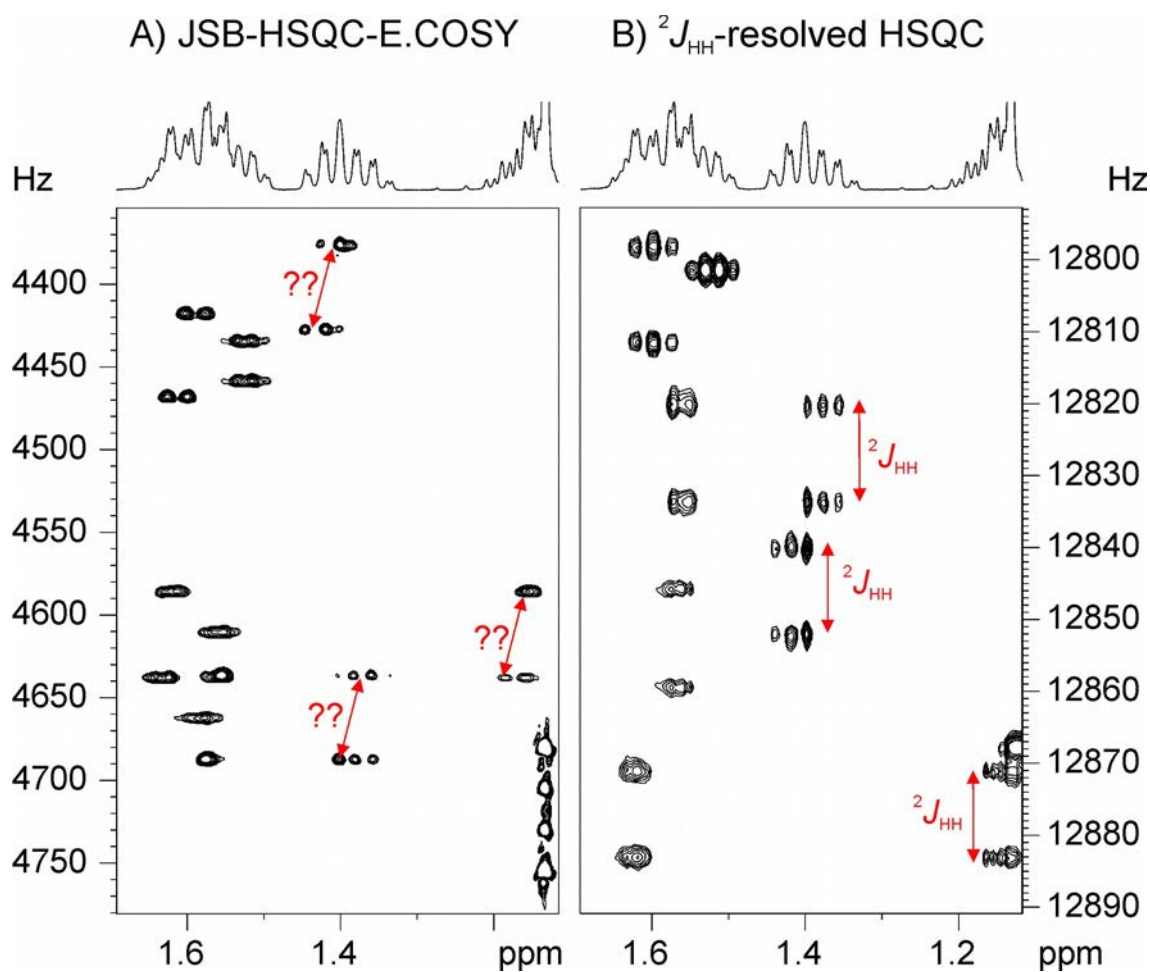 A) JSB-HSQC-E.COSY
B) ²J_HH-resolved HSQC
Hz
Hz
4400
4450
4500
4550
4600
4650
4700
4750
??
??
??
1.6
1.4
ppm
12800
12810
12820
12830
12840
12850
12860
12870
12880
12890
²J_HH
²J_HH
²J_HH
1.6
1.4
1.2
ppm